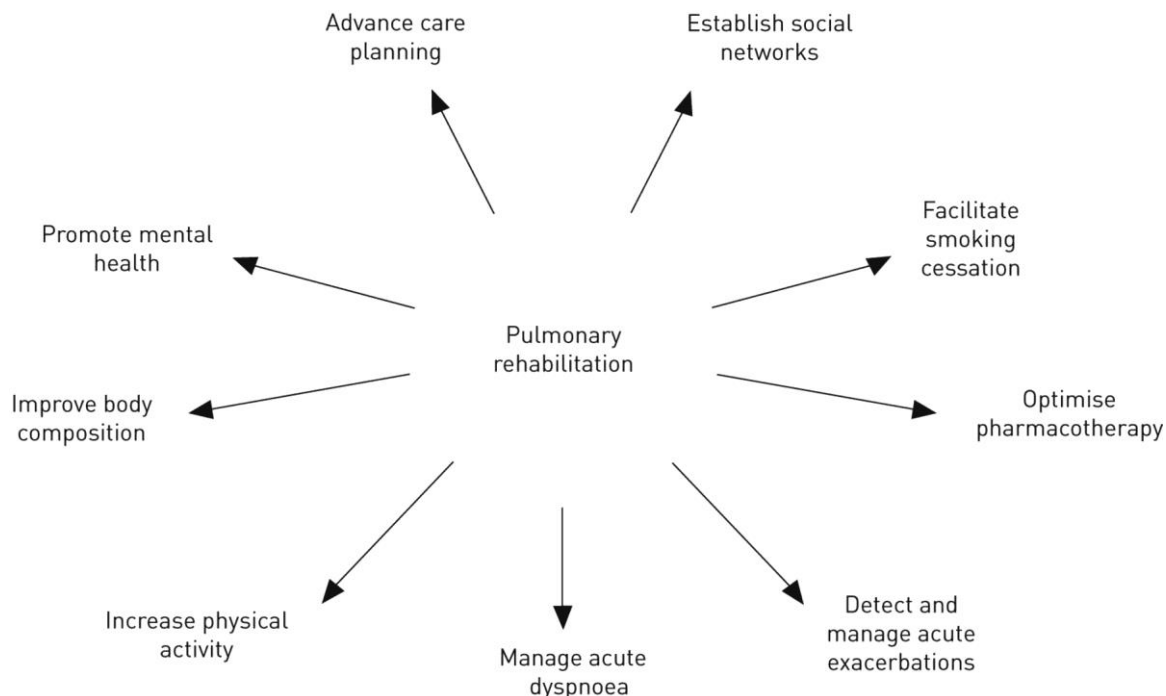 Advance care
planning
Establish social
networks
Facilitate
smoking
cessation
Promote mental
health
Pulmonary
rehabilitation
Improve body
composition
Optimise
pharmacotherapy
Increase physical
activity
Manage acute
dyspnoea
Detect and
manage acute
exacerbations